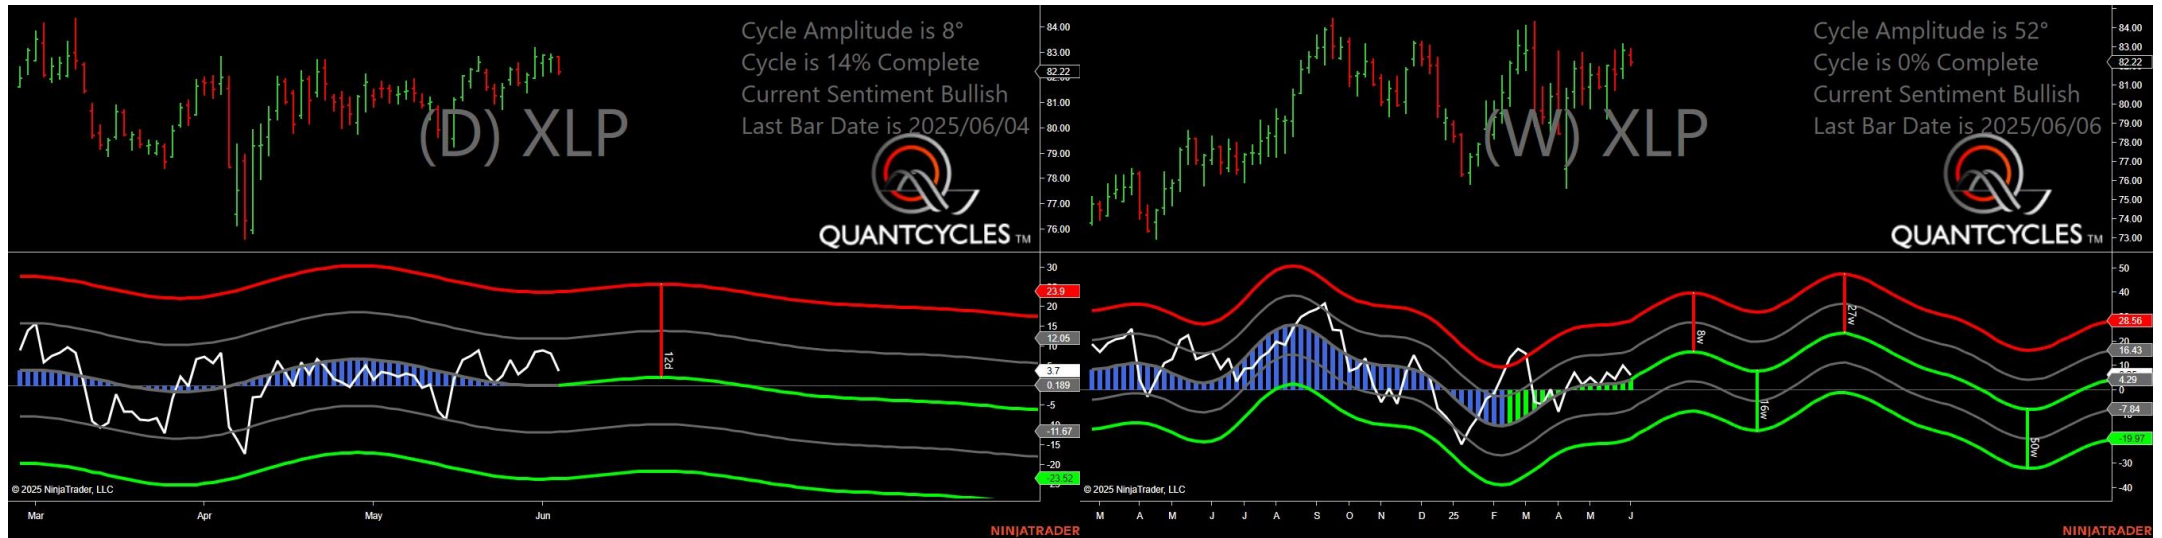 Cycle Amplitude is 8°
Cycle is 14% Complete
Current Sentiment Bullish
Last Bar Date is 2025/06/04
(D) XLP
QUANTCYCLES TM
84.00
83.00
82.22
81.00
80.00
79.00
78.00
77.00
76.00
30
23.9
20
15
12.05
3.7
0.189
-5
-11.67
-15
-20
-23.52
12d
© 2025 NinjaTrader, LLC
Mar Apr May Jun
NINJATRADER
Cycle Amplitude is 52°
Cycle is 0% Complete
Current Sentiment Bullish
Last Bar Date is 2025/06/06
(W) XLP
QUANTCYCLES TM
84.00
83.00
82.22
81.00
80.00
79.00
78.00
77.00
76.00
75.00
74.00
73.00
50
40
28.56
20
16.43
4.29
0
-7.84
-19.97
-30
-40
8w
16w
27w
50w
© 2025 NinjaTrader, LLC
M A M J J A S O N D 25 F M A M J
NINJATRADER